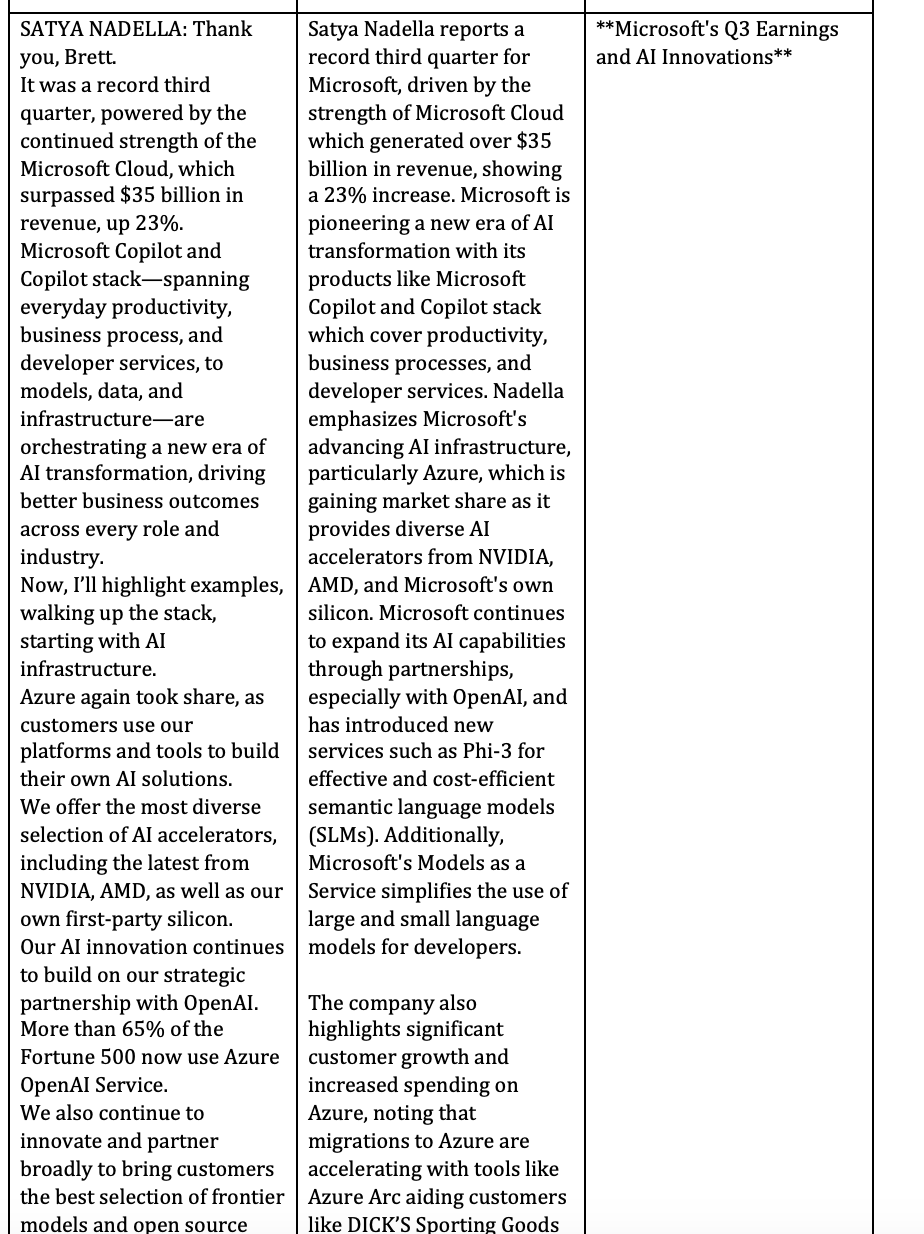 SATYA NADELLA: Thank
you, Brett.
It was a record third
quarter, powered by the
continued strength of the
Microsoft Cloud, which
surpassed $35 billion in
revenue, up 23%.
Microsoft Copilot and
Copilot stack—spanning
everyday productivity,
business process, and
developer services, to
models, data, and
infrastructure—are
orchestrating a new era of
AI transformation, driving
better business outcomes
across every role and
industry.
Now, I’ll highlight examples,
walking up the stack,
starting with AI
infrastructure.
Azure again took share, as
customers use our
platforms and tools to build
their own AI solutions.
We offer the most diverse
selection of AI accelerators,
including the latest from
NVIDIA, AMD, as well as our
own first-party silicon.
Our AI innovation continues
to build on our strategic
partnership with OpenAI.
More than 65% of the
Fortune 500 now use Azure
OpenAI Service.
We also continue to
innovate and partner
broadly to bring customers
the best selection of frontier
models and open source
Satya Nadella reports a
record third quarter for
Microsoft, driven by the
strength of Microsoft Cloud
which generated over $35
billion in revenue, showing
a 23% increase. Microsoft is
pioneering a new era of AI
transformation with its
products like Microsoft
Copilot and Copilot stack
which cover productivity,
business processes, and
developer services. Nadella
emphasizes Microsoft's
advancing AI infrastructure,
particularly Azure, which is
gaining market share as it
provides diverse AI
accelerators from NVIDIA,
AMD, and Microsoft's own
silicon. Microsoft continues
to expand its AI capabilities
through partnerships,
especially with OpenAI, and
has introduced new
services such as Phi-3 for
effective and cost-efficient
semantic language models
(SLMs). Additionally,
Microsoft's Models as a
Service simplifies the use of
large and small language
models for developers.
The company also
highlights significant
customer growth and
increased spending on
Azure, noting that
migrations to Azure are
accelerating with tools like
Azure Arc aiding customers
like DICK’S Sporting Goods
**Microsoft's Q3 Earnings
and AI Innovations**